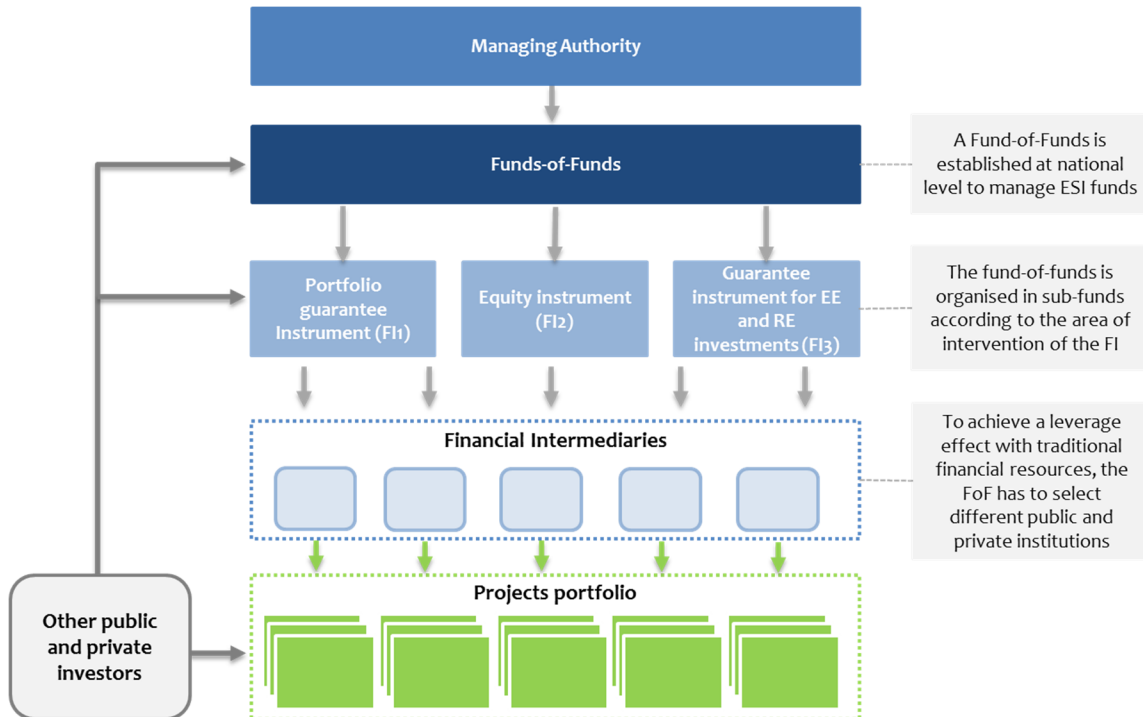 Managing Authority
Funds-of-Funds
A Fund-of-Funds is
established at national
level to manage ESI funds
Portfolio
guarantee
Instrument (FI1)
Equity instrument
(FI2)
Guarantee
instrument for EE
and RE
investments (FI3)
The fund-of-funds is
organised in sub-funds
according to the area of
intervention of the FI
Financial Intermediaries
To achieve a leverage
effect with traditional
financial resources, the
FoF has to select
different public and
private institutions
Projects portfolio
Other public
and private
investors